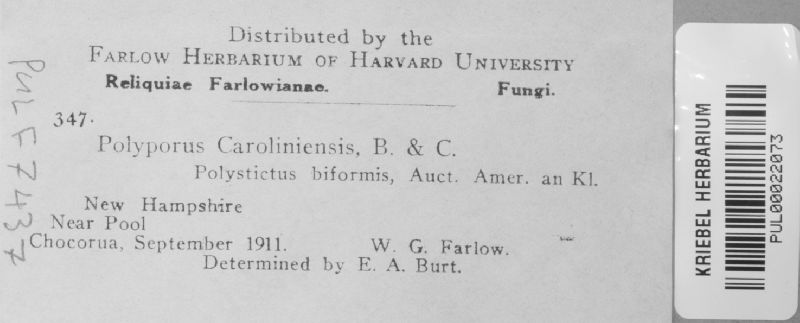 Distributed by the
FARLOW HERBARIUM OF HARVARD UNIVERSITY
Reliquiae Farlowianae. Fungi.
347.
Polyporus Caroliniensis, B. & C.
Polystictus biformis, Auct. Amer. an Kl.
New Hampshire
Near Pool
Chocorua, September 1911. W. G. Farlow.
Determined by E. A. Burt.
PUL F7437
KRIEBEL HERBARIUM
PUL00022073